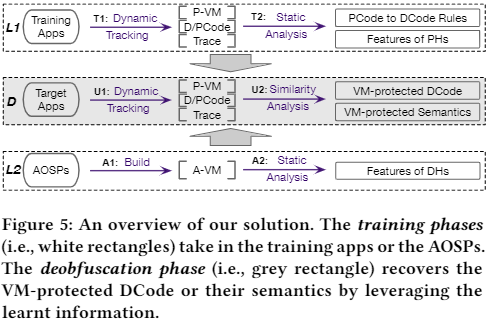 L1
Training
Apps
T1: Dynamic
Tracking
P-VM
D/PCode
Trace
T2: Static
Analysis
PCode to DCode Rules
Features of PHs
D
Target
Apps
U1: Dynamic
Tracking
P-VM
D/PCode
Trace
U2: Similarity
Analysis
VM-protected DCode
VM-protected Semantics
L2
AOSPs
A1: Build
A-VM
A2: Static
Analysis
Features of DHs
Figure 5: An overview of our solution. The training phases
(i.e., white rectangles) take in the training apps or the AOSPs.
The deobfuscation phase (i.e., grey rectangle) recovers the
VM-protected DCode or their semantics by leveraging the
learnt information.